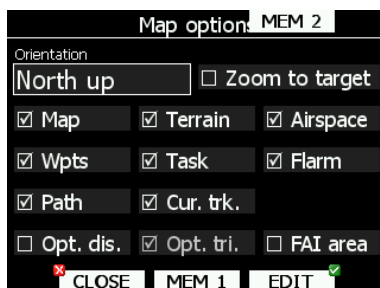 Map options MEM 2
Orientation
North up Zoom to target
Map Terrain Airspace
Wpts Task Flarm
Path Cur. trk.
Opt. dis. Opt. tri. FAI area
CLOSE MEM 1 EDIT